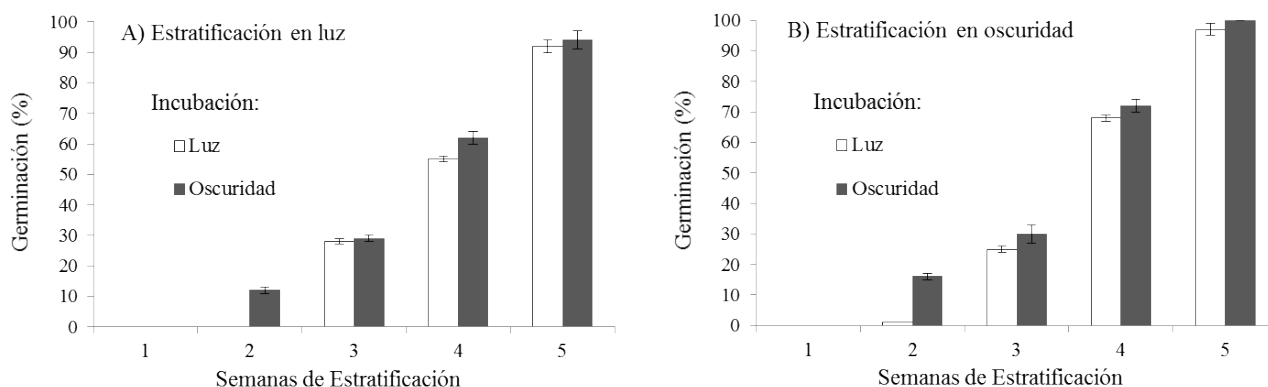 A) Estratificación en luz
Incubación:
Luz
Oscuridad
Germinación (%)
100
90
80
70
60
50
40
30
20
10
0
1 2 3 4 5
Semanas de Estratificación
B) Estratificación en oscuridad
Incubación:
Luz
Oscuridad
Germinación (%)
100
90
80
70
60
50
40
30
20
10
0
1 2 3 4 5
Semanas de Estratificación